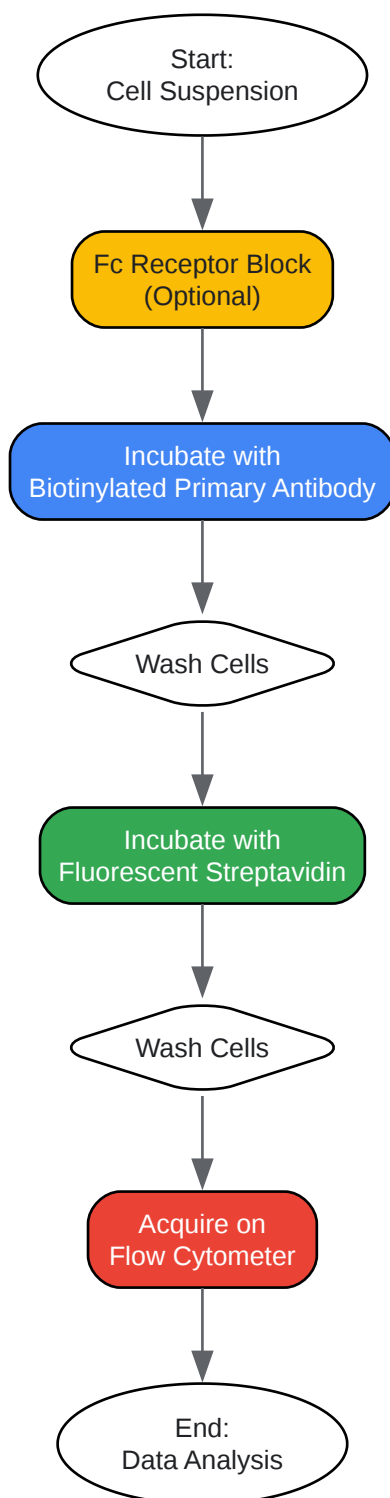 Start:
Cell Suspension
Fc Receptor Block
(Optional)
Incubate with
Biotinylated Primary Antibody
Wash Cells
Incubate with
Fluorescent Streptavidin
Wash Cells
Acquire on
Flow Cytometer
End:
Data Analysis